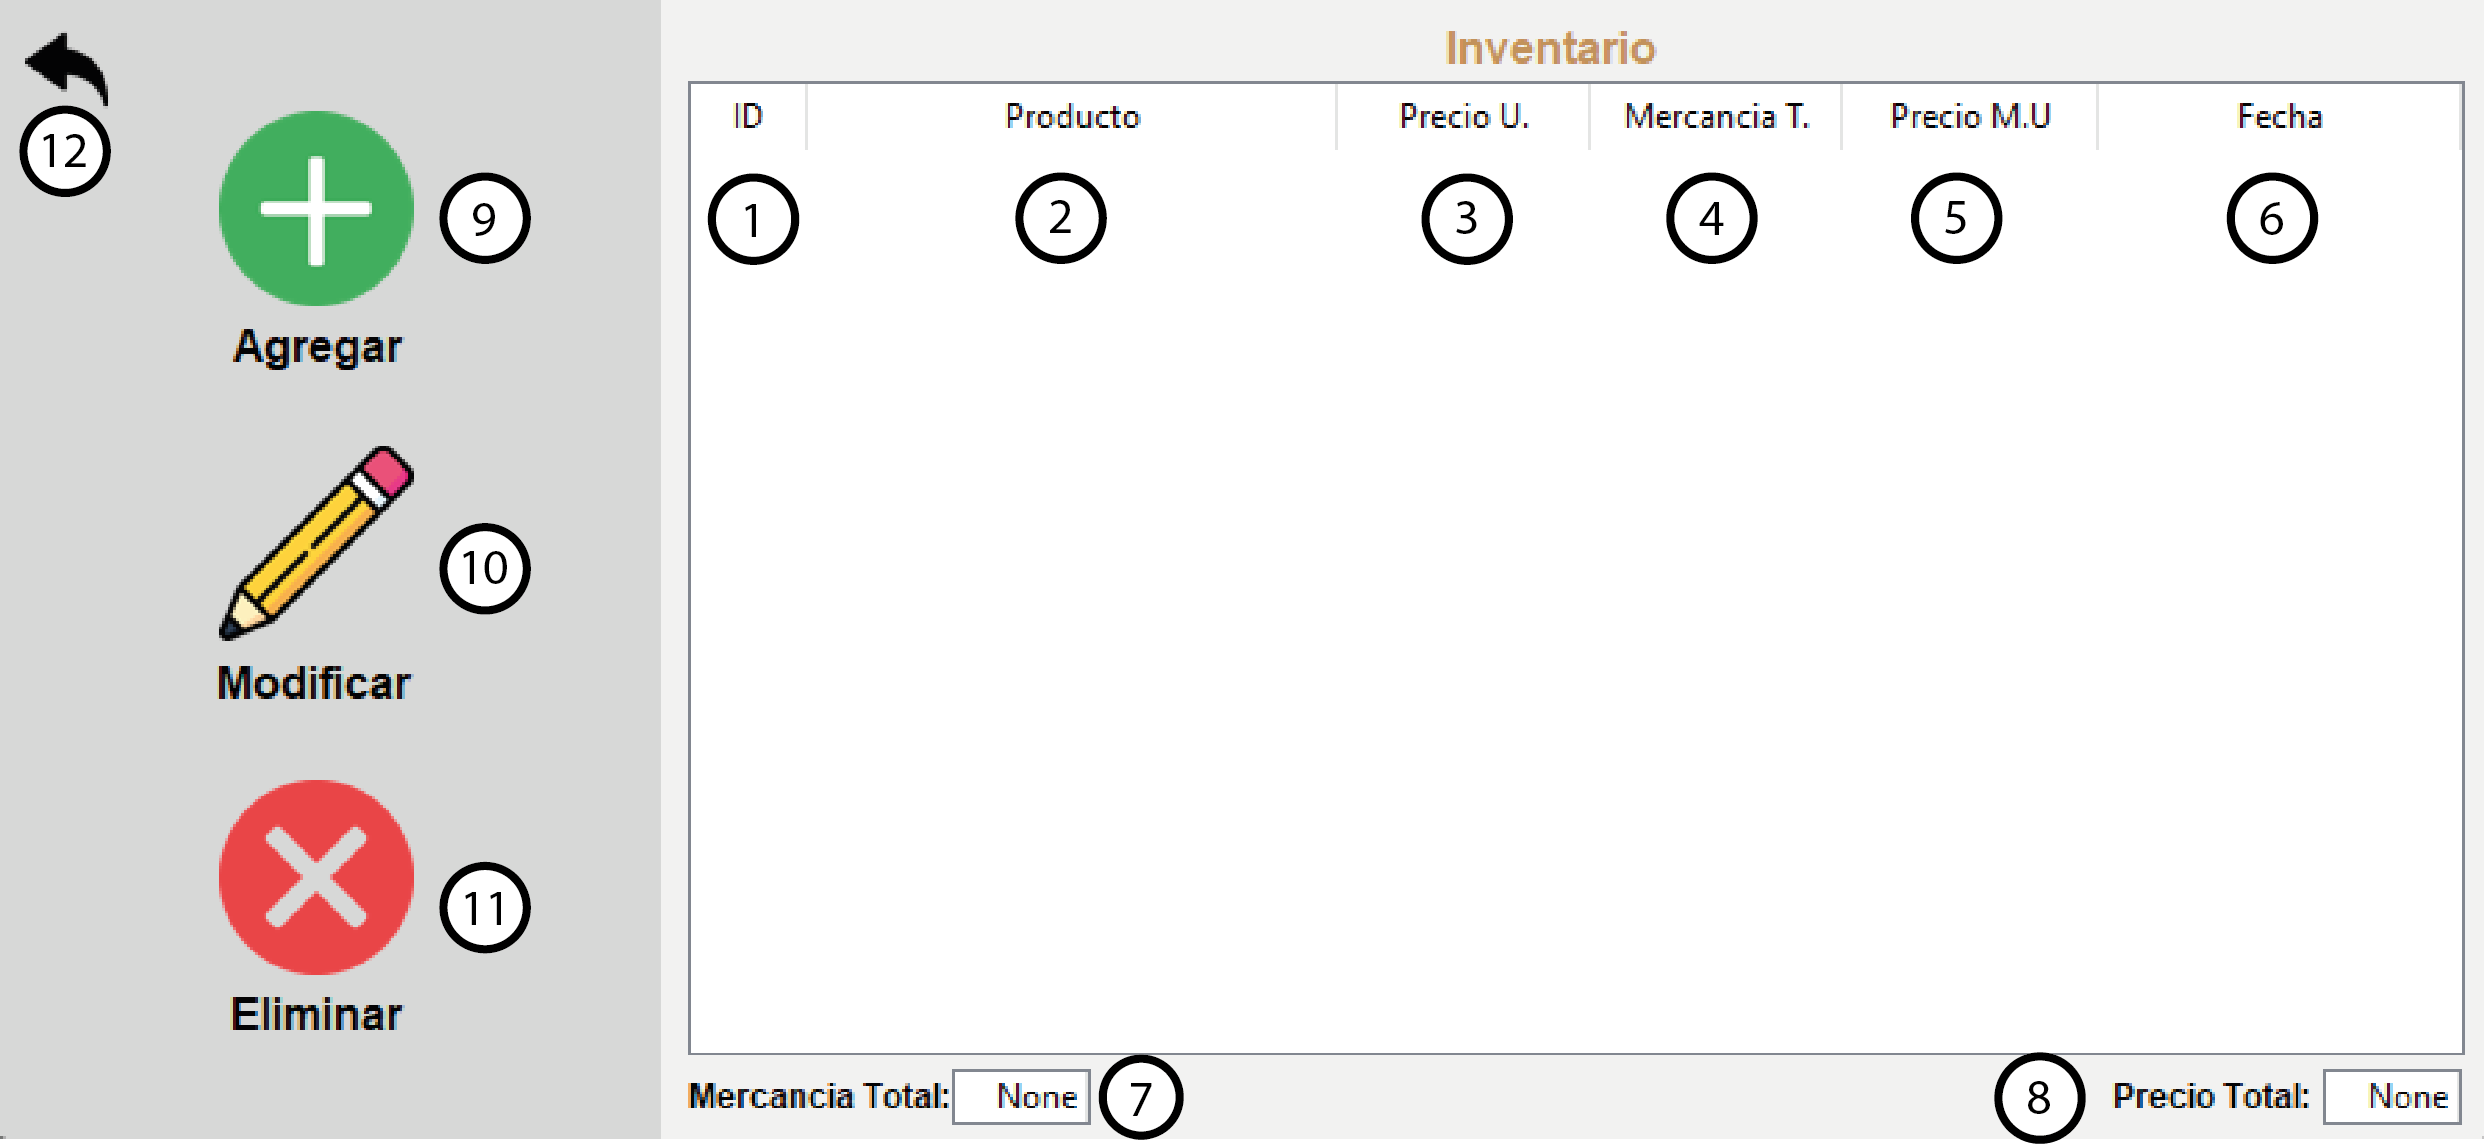 12
9
Agregar
10
Modificar
11
Eliminar
Inventario
ID Producto Precio U. Mercancia T. Precio M.U Fecha
1 2 3 4 5 6
Mercancia Total: None 7 8 Precio Total: None